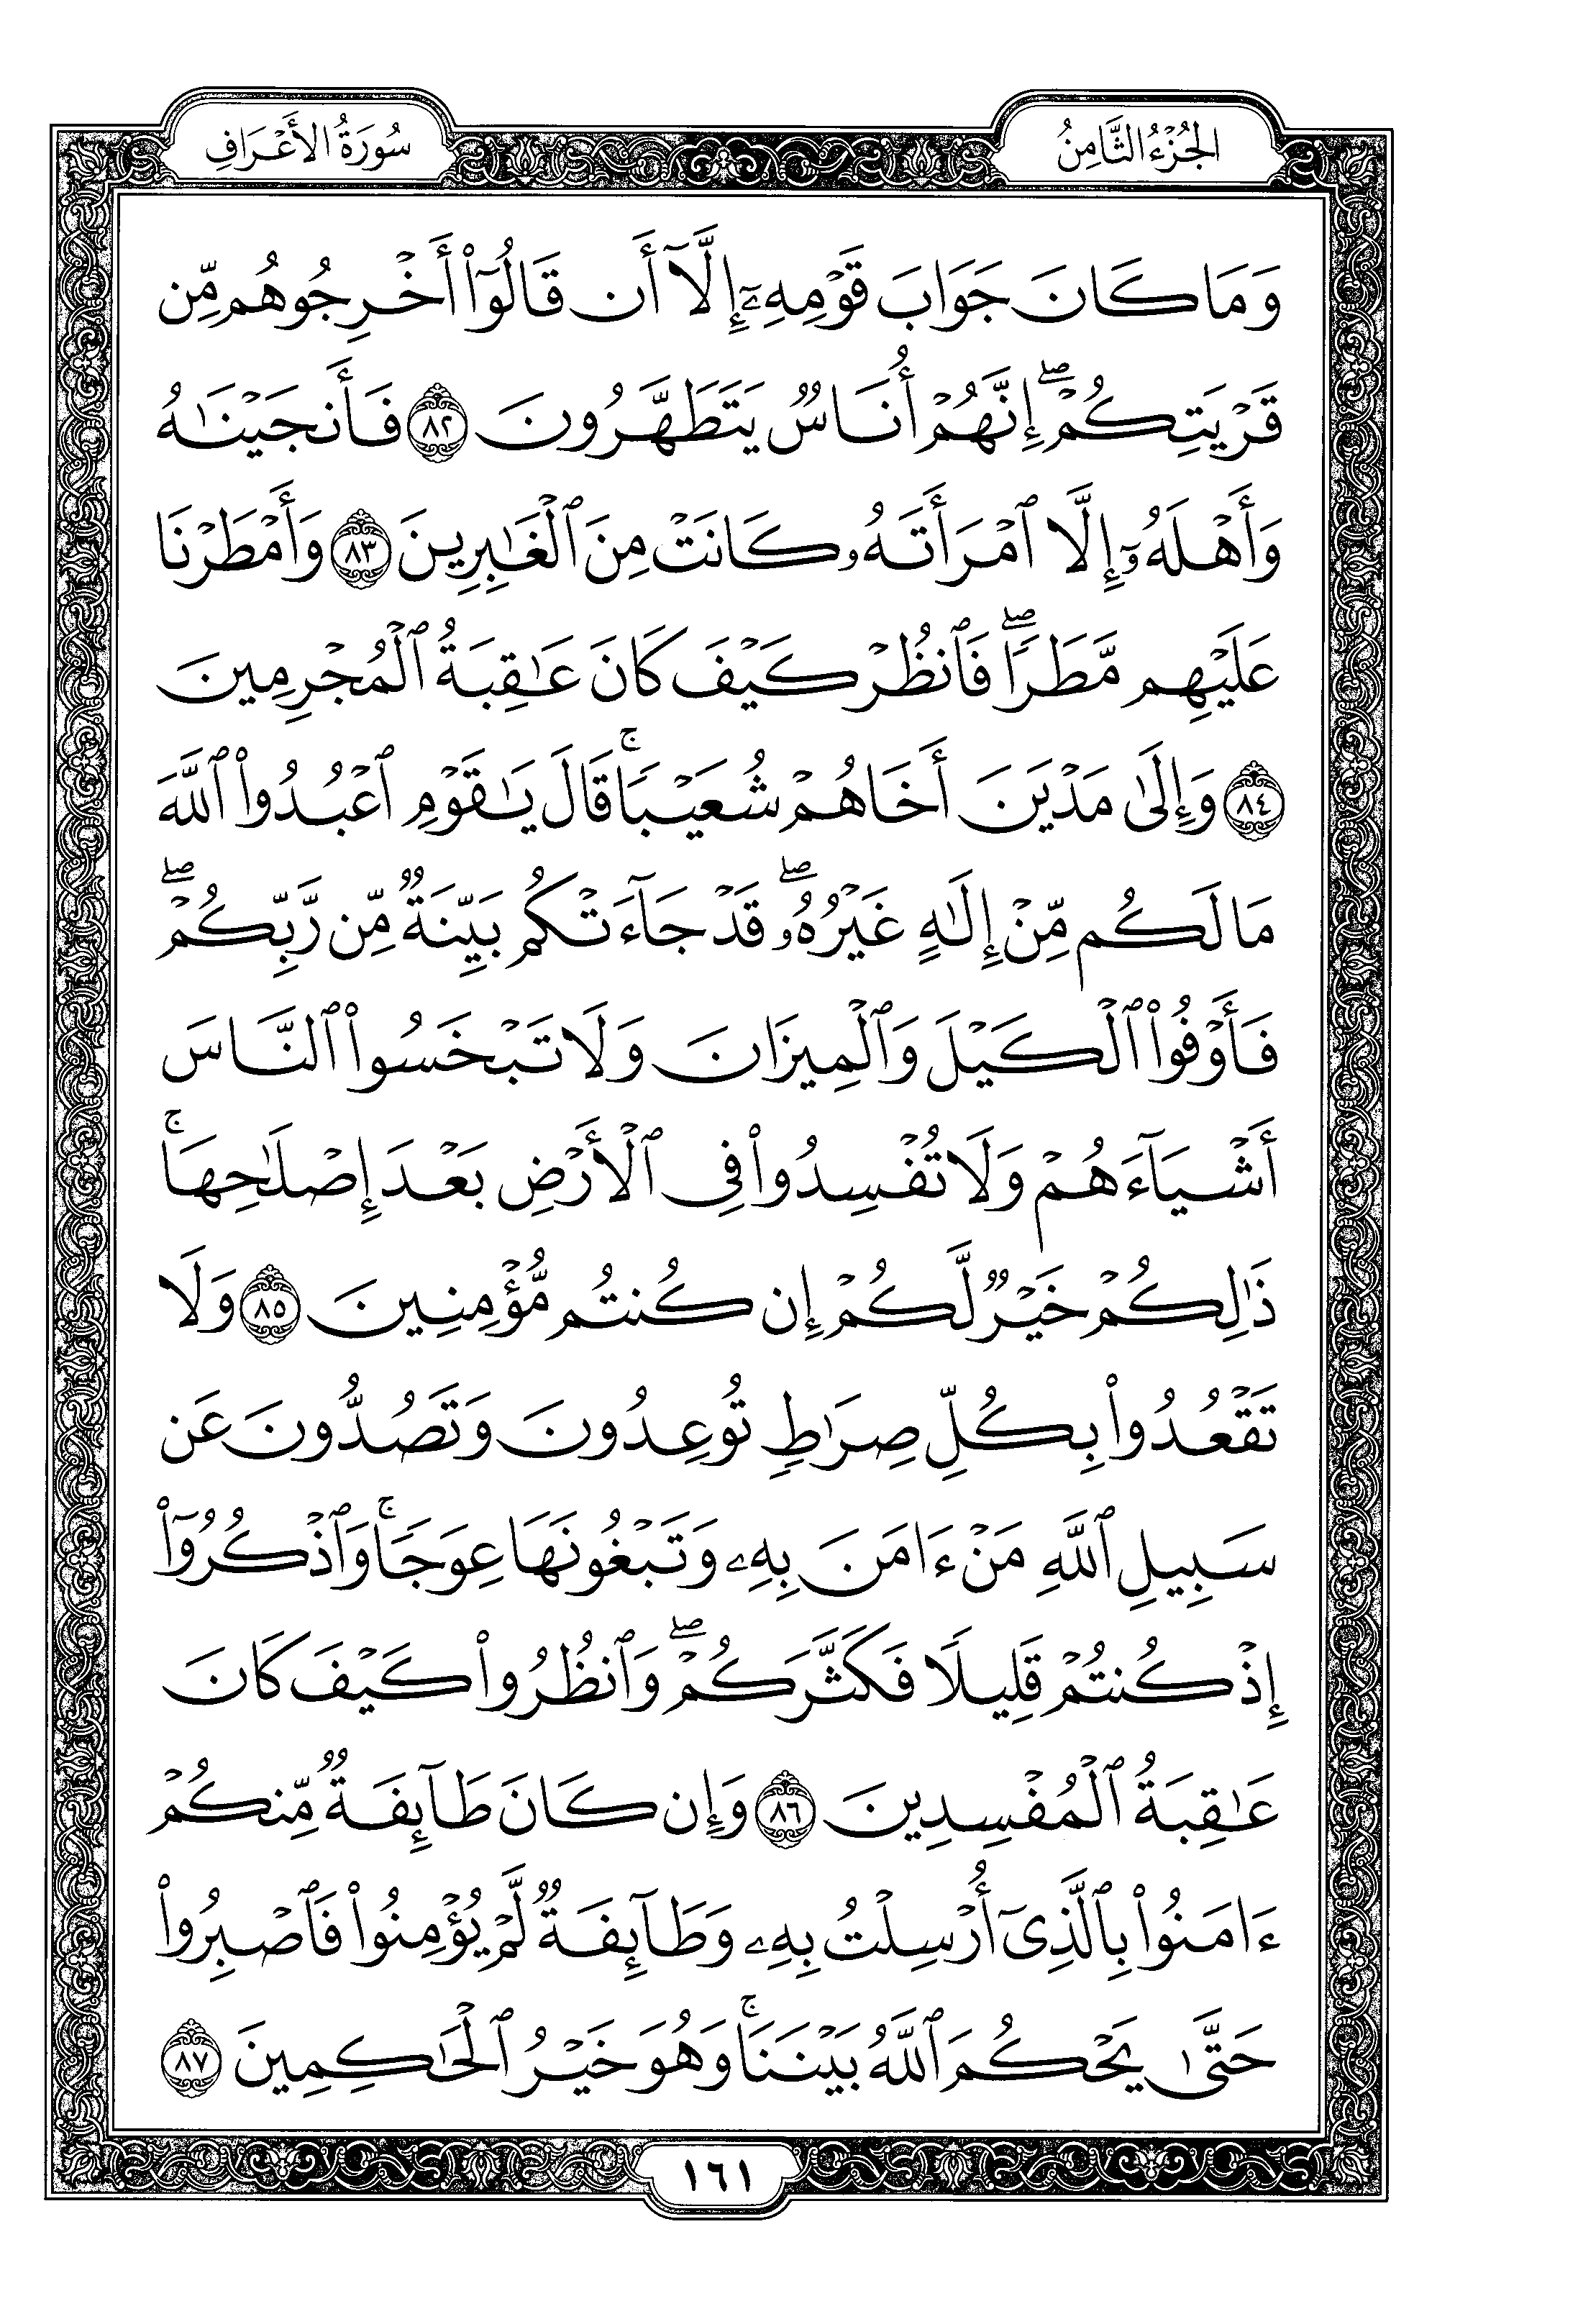 الجُزْءُ الثَّامِنُ
سُورَةُ الأَعْرَافِ
وَمَا كَانَ جَوَابَ قَوْمِهِۦٓ إِلَّآ أَن قَالُوٓا۟ أَخْرِجُوهُم مِّن
قَرْيَتِكُمْ ۖ إِنَّهُمْ أُنَاسٌ يَتَطَهَّرُونَ ٨٢ فَأَنجَيْنَٰهُ
وَأَهْلَهُۥٓ إِلَّا ٱمْرَأَتَهُۥ كَانَتْ مِنَ ٱلْغَٰبِرِينَ ٨٣ وَأَمْطَرْنَا
عَلَيْهِم مَّطَرًا ۖ فَٱنظُرْ كَيْفَ كَانَ عَٰقِبَةُ ٱلْمُجْرِمِينَ
٨٤ وَإِلَىٰ مَدْيَنَ أَخَاهُمْ شُعَيْبًا ۚ قَالَ يَٰقَوْمِ ٱعْبُدُوا۟ ٱللَّهَ
مَا لَكُم مِّنْ إِلَٰهٍ غَيْرُهُۥ ۖ قَدْ جَآءَتْكُم بَيِّنَةٌ مِّن رَّبِّكُمْ ۖ
فَأَوْفُوا۟ ٱلْكَيْلَ وَٱلْمِيزَانَ وَلَا تَبْخَسُوا۟ ٱلنَّاسَ
أَشْيَآءَهُمْ وَلَا تُفْسِدُوا۟ فِى ٱلْأَرْضِ بَعْدَ إِصْلَٰحِهَا ۚ
ذَٰلِكُمْ خَيْرٌ لَّكُمْ إِن كُنتُم مُّؤْمِنِينَ ٨٥ وَلَا
تَقْعُدُوا۟ بِكُلِّ صِرَٰطٍ تُوعِدُونَ وَتَصُدُّونَ عَن
سَبِيلِ ٱللَّهِ مَنْ ءَامَنَ بِهِۦ وَتَبْغُونَهَا عِوَجًا ۚ وَٱذْكُرُوٓا۟
إِذْ كُنتُمْ قَلِيلًا فَكَثَّرَكُمْ ۖ وَٱنظُرُوا۟ كَيْفَ كَانَ
عَٰقِبَةُ ٱلْمُفْسِدِينَ ٨٦ وَإِن كَانَ طَآئِفَةٌ مِّنكُمْ
ءَامَنُوا۟ بِٱلَّذِىٓ أُرْسِلْتُ بِهِۦ وَطَآئِفَةٌ لَّمْ يُؤْمِنُوا۟ فَٱصْبِرُوا۟
حَتَّىٰ يَحْكُمَ ٱللَّهُ بَيْنَنَا ۚ وَهُوَ خَيْرُ ٱلْحَٰكِمِينَ ٨٧
١٦١